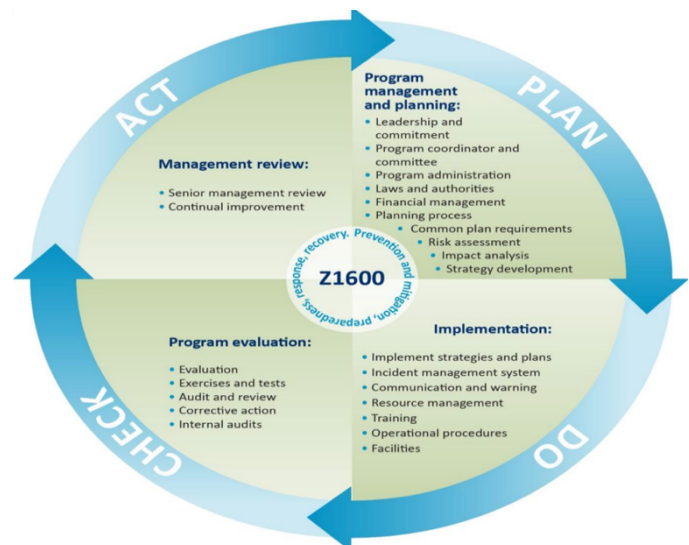 ACT
PLAN
Program
management
and planning:
• Leadership and
commitment
• Program coordinator and
committee
• Program administration
• Laws and authorities
• Financial management
• Planning process
• Common plan requirements
• Risk assessment
• Impact analysis
• Strategy development
Management review:
• Senior management review
• Continual improvement
Prevention and mitigation, preparedness, response, recovery.
Z1600
Program evaluation:
• Evaluation
• Exercises and tests
• Audit and review
• Corrective action
• Internal audits
Implementation:
• Implement strategies and plans
• Incident management system
• Communication and warning
• Resource management
• Training
• Operational procedures
• Facilities
CHECK
DO